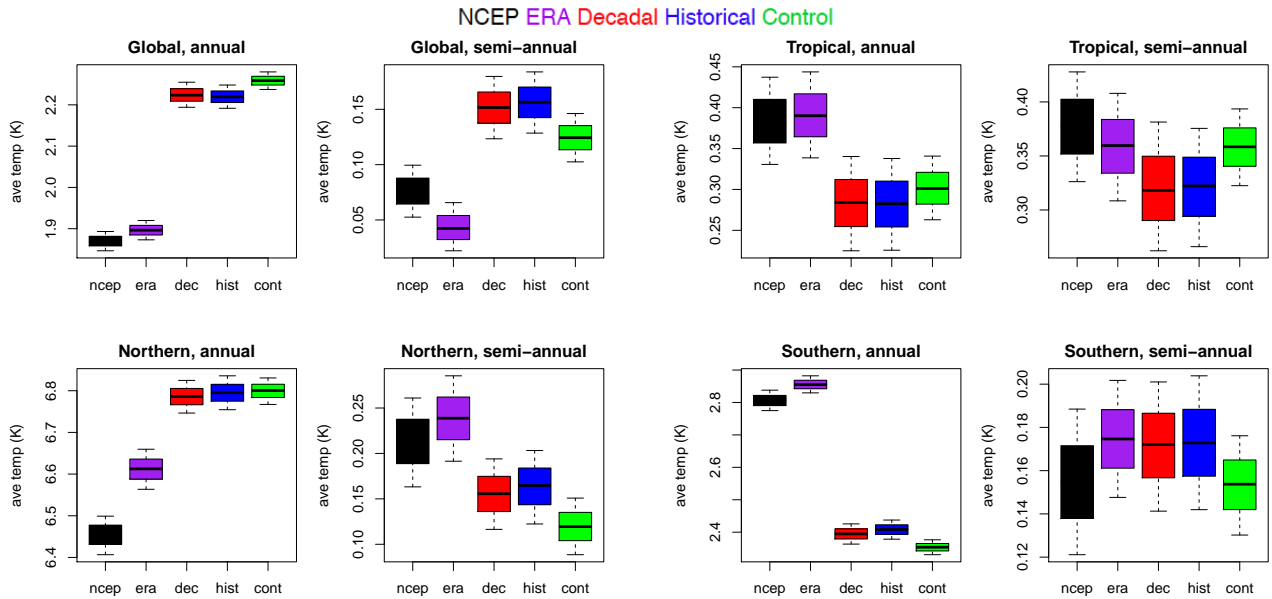 NCEP ERA Decadal Historical Control
Global, annual
ave temp (K)
2.2
2.1
2.0
1.9
ncep era dec hist cont
Global, semi−annual
ave temp (K)
0.15
0.10
0.05
ncep era dec hist cont
Tropical, annual
ave temp (K)
0.45
0.40
0.35
0.30
0.25
ncep era dec hist cont
Tropical, semi−annual
ave temp (K)
0.40
0.35
0.30
ncep era dec hist cont
Northern, annual
ave temp (K)
6.8
6.7
6.6
6.5
6.4
ncep era dec hist cont
Northern, semi−annual
ave temp (K)
0.25
0.20
0.15
0.10
ncep era dec hist cont
Southern, annual
ave temp (K)
2.8
2.6
2.4
ncep era dec hist cont
Southern, semi−annual
ave temp (K)
0.20
0.18
0.16
0.14
0.12
ncep era dec hist cont